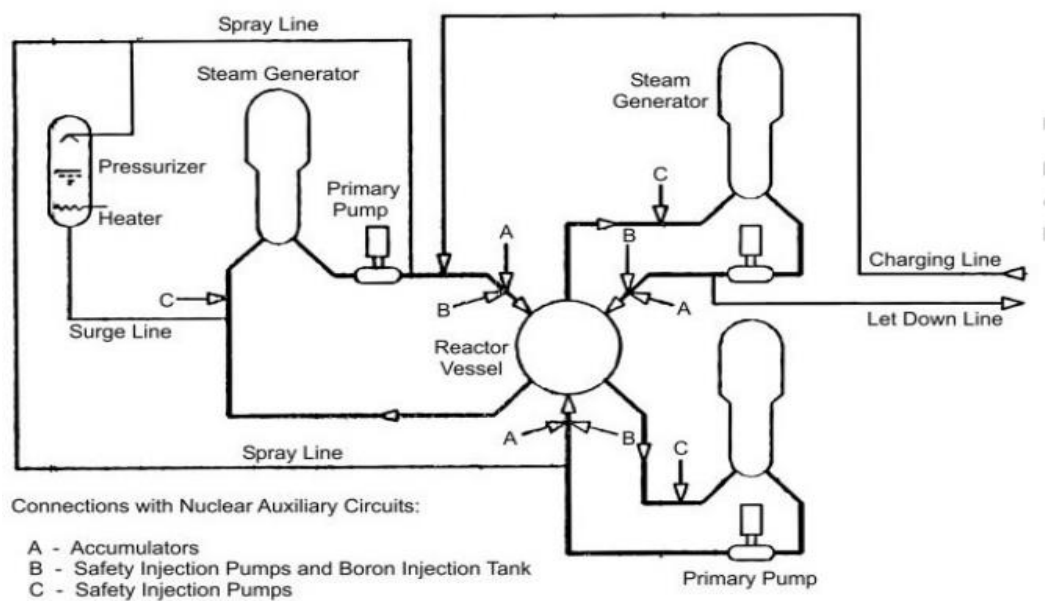 Spray Line
Steam Generator
Steam
Generator
Pressurizer
Heater
Primary
Pump
C
A
B
Charging Line
C
B
A
Surge Line
Let Down Line
Reactor
Vessel
A
B
C
Spray Line
Primary Pump
Connections with Nuclear Auxiliary Circuits:
A - Accumulators
B - Safety Injection Pumps and Boron Injection Tank
C - Safety Injection Pumps